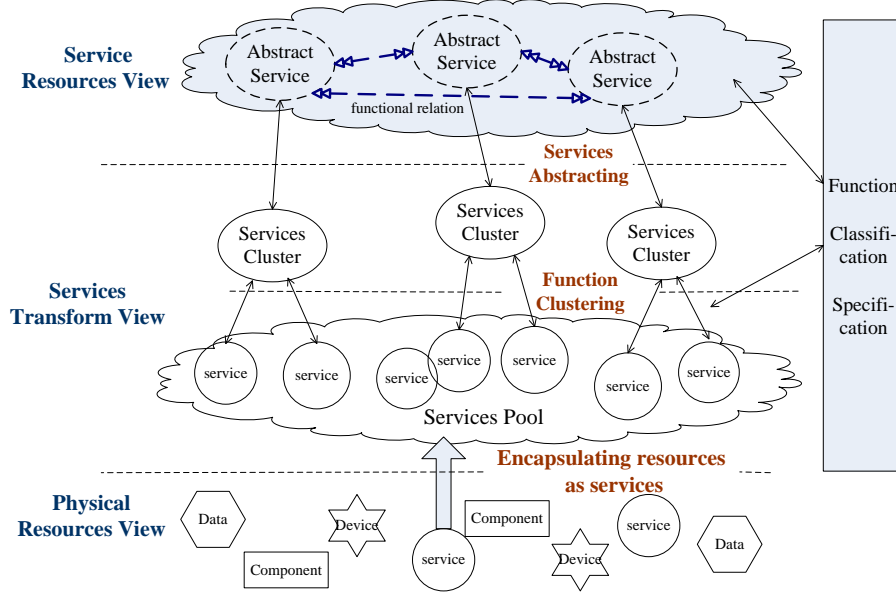 Service
Resources View
Abstract
Service
Abstract
Service
Abstract
Service
functional relation
Services
Abstracting
Function
Classifi-
cation
Specifi-
cation
Services
Cluster
Services
Cluster
Services
Cluster
Services
Transform View
Function
Clustering
service
service
service
service
service
service
service
Services Pool
Encapsulating resources
as services
Physical
Resources View
Data
Device
Component
service
Component
service
Device
Data